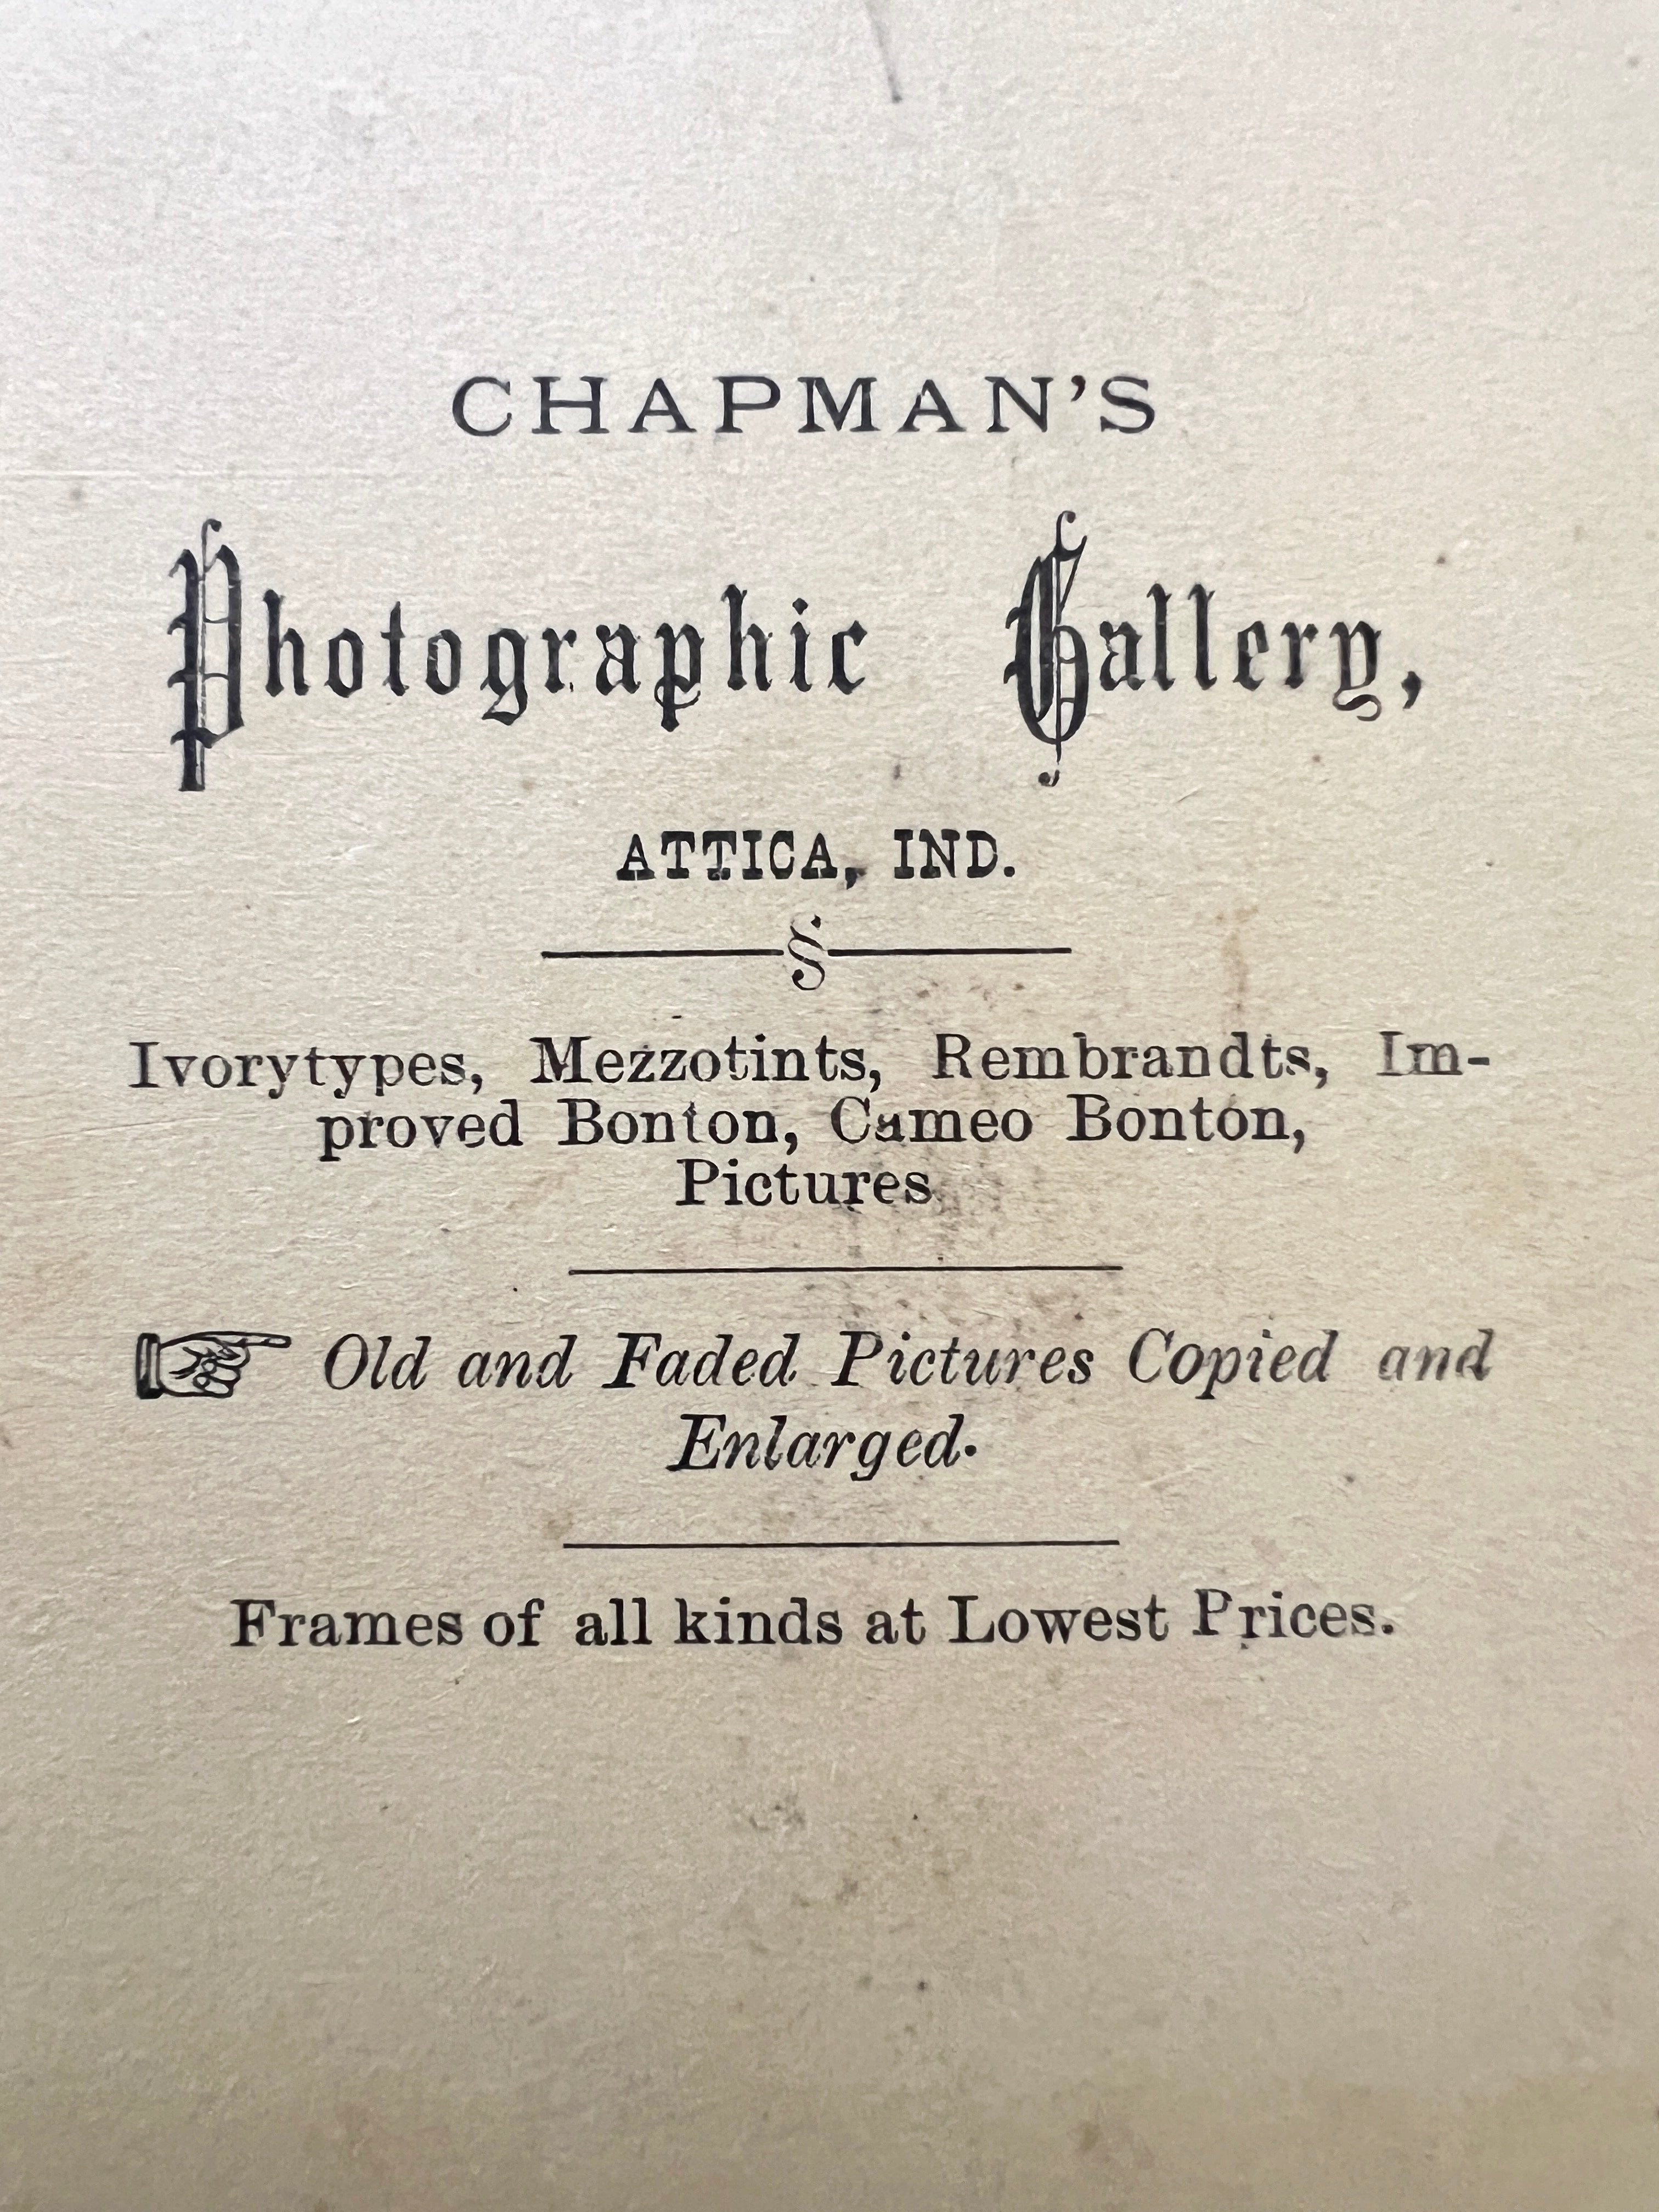 CHAPMAN'S
Photographic Gallery,
ATTICA, IND.
§
Ivorytypes, Mezzotints, Rembrandts, Im-
proved Bonton, Cameo Bonton,
Pictures
☞ Old and Faded Pictures Copied and
Enlarged.
Frames of all kinds at Lowest Prices.